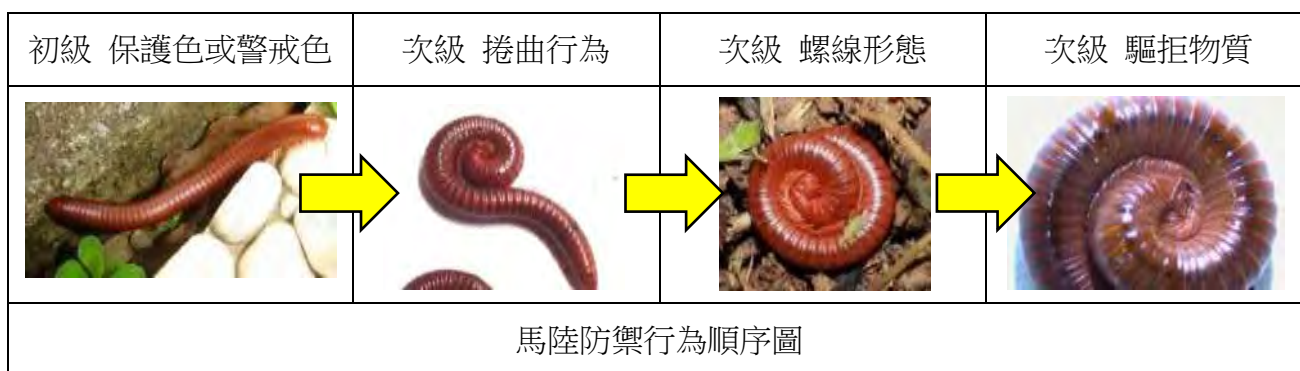 初級 保護色或警戒色
次級 捲曲行為
次級 螺線形態
次級 驅拒物質
馬陸防禦行為順序圖